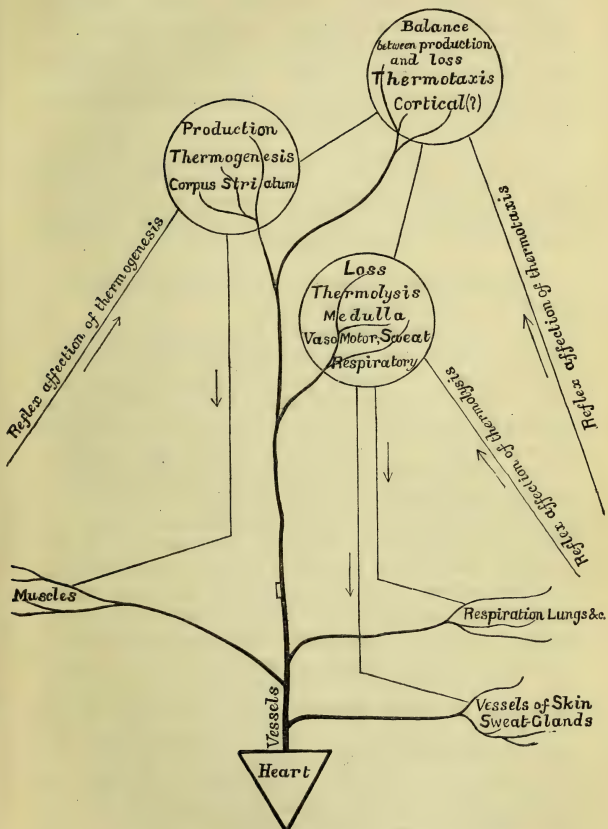 Balance
between production
and loss
Thermotaxis
Cortical(?)
Production
Thermogenesis
Corpus Striatum
Loss
Thermolysis
Medulla
Vaso Motor, Sweat
Respiratory
Reflex affection of thermogenesis
Reflex affection of thermotaxis
Reflex affection of thermolysis
Muscles
Respiration Lungs &c.
Vessels of Skin
Sweat-Glands
Vessels
Heart